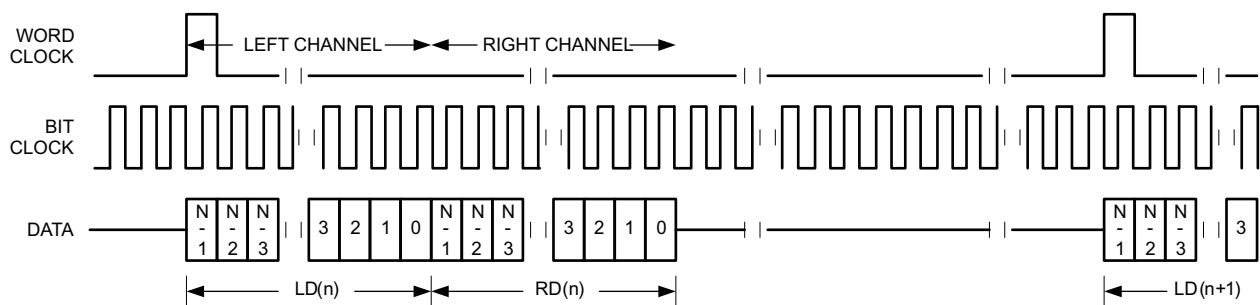 WORD
CLOCK
LEFT CHANNEL
RIGHT CHANNEL
BIT
CLOCK
DATA
N-1 N-2 N-3 3 2 1 0 N-1 N-2 N-3 3 2 1 0 N-1 N-2 N-3 3
LD(n) RD(n) LD(n+1)